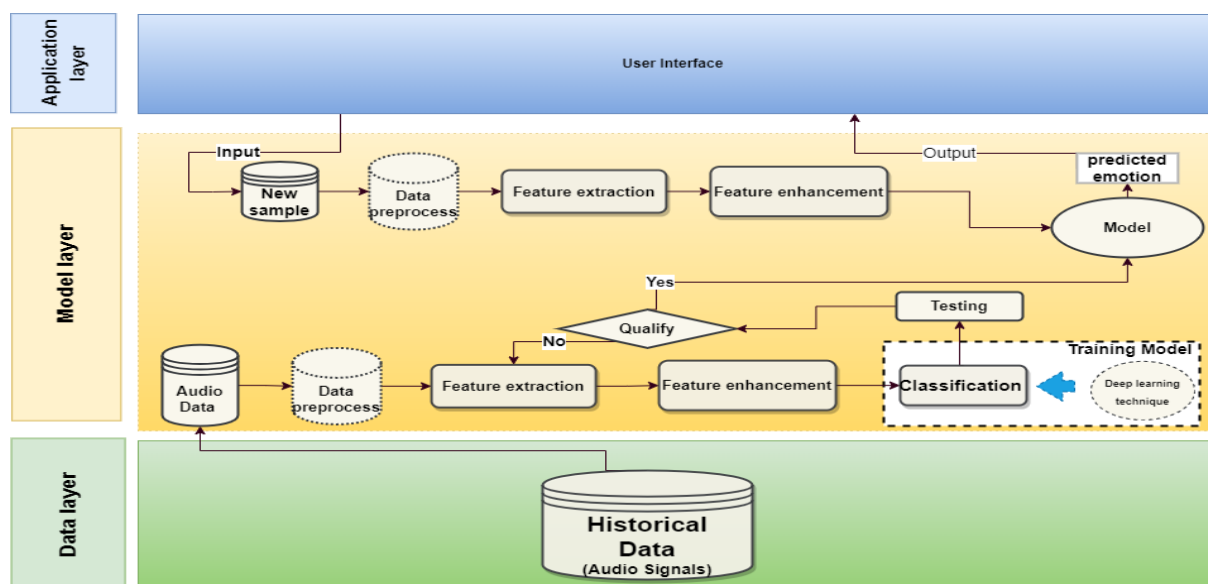 Application
layer
User Interface
Model layer
Input
Output
predicted
emotion
New
sample
Data
preprocess
Feature extraction
Feature enhancement
Model
Yes
Testing
Qualify
No
Training Model
Audio
Data
Data
preprocess
Feature extraction
Feature enhancement
Classification
Deep learning
technique
Data layer
Historical
Data
(Audio Signals)